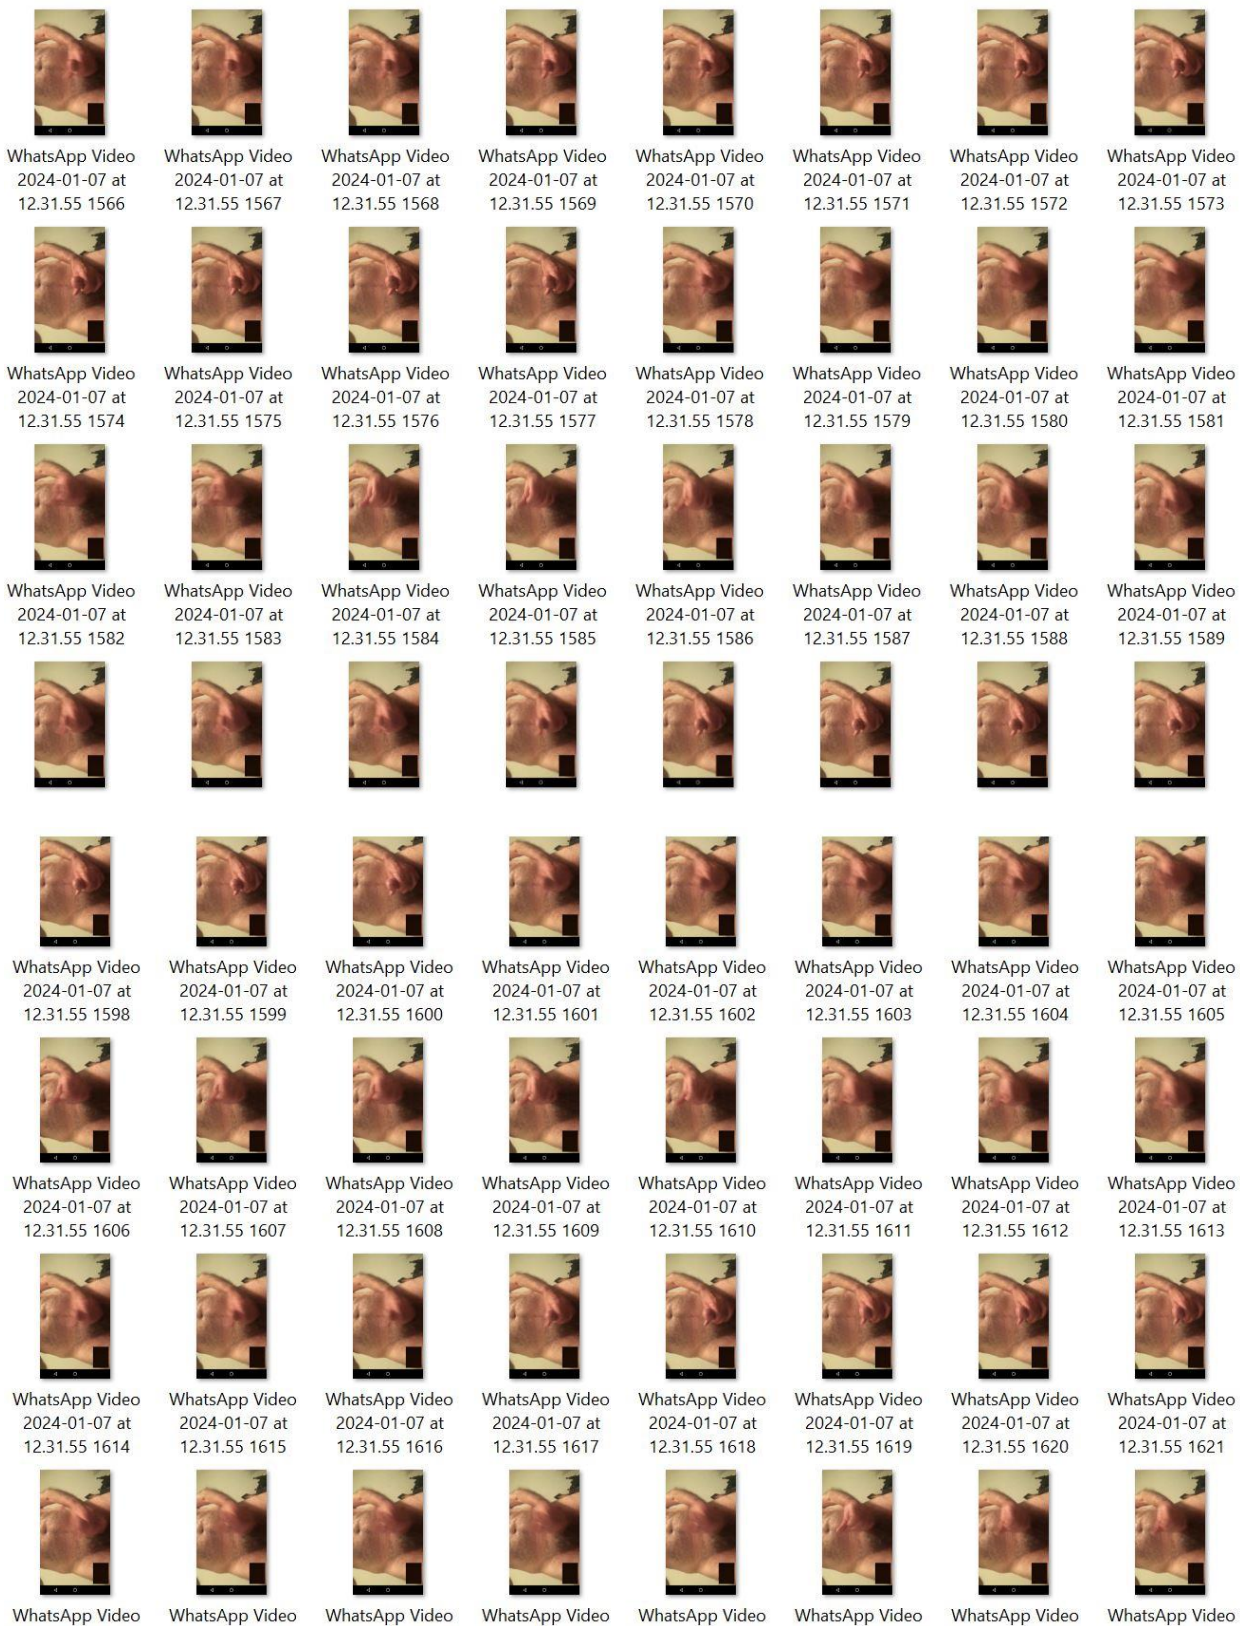 WhatsApp Video WhatsApp Video WhatsApp Video WhatsApp Video WhatsApp Video WhatsApp Video WhatsApp Video WhatsApp Video
2024-01-07 at 2024-01-07 at 2024-01-07 at 2024-01-07 at 2024-01-07 at 2024-01-07 at 2024-01-07 at 2024-01-07 at
12.31.55 1566 12.31.55 1567 12.31.55 1568 12.31.55 1569 12.31.55 1570 12.31.55 1571 12.31.55 1572 12.31.55 1573
WhatsApp Video WhatsApp Video WhatsApp Video WhatsApp Video WhatsApp Video WhatsApp Video WhatsApp Video WhatsApp Video
2024-01-07 at 2024-01-07 at 2024-01-07 at 2024-01-07 at 2024-01-07 at 2024-01-07 at 2024-01-07 at 2024-01-07 at
12.31.55 1574 12.31.55 1575 12.31.55 1576 12.31.55 1577 12.31.55 1578 12.31.55 1579 12.31.55 1580 12.31.55 1581
WhatsApp Video WhatsApp Video WhatsApp Video WhatsApp Video WhatsApp Video WhatsApp Video WhatsApp Video WhatsApp Video
2024-01-07 at 2024-01-07 at 2024-01-07 at 2024-01-07 at 2024-01-07 at 2024-01-07 at 2024-01-07 at 2024-01-07 at
12.31.55 1582 12.31.55 1583 12.31.55 1584 12.31.55 1585 12.31.55 1586 12.31.55 1587 12.31.55 1588 12.31.55 1589
WhatsApp Video WhatsApp Video WhatsApp Video WhatsApp Video WhatsApp Video WhatsApp Video WhatsApp Video WhatsApp Video
2024-01-07 at 2024-01-07 at 2024-01-07 at 2024-01-07 at 2024-01-07 at 2024-01-07 at 2024-01-07 at 2024-01-07 at
12.31.55 1598 12.31.55 1599 12.31.55 1600 12.31.55 1601 12.31.55 1602 12.31.55 1603 12.31.55 1604 12.31.55 1605
WhatsApp Video WhatsApp Video WhatsApp Video WhatsApp Video WhatsApp Video WhatsApp Video WhatsApp Video WhatsApp Video
2024-01-07 at 2024-01-07 at 2024-01-07 at 2024-01-07 at 2024-01-07 at 2024-01-07 at 2024-01-07 at 2024-01-07 at
12.31.55 1606 12.31.55 1607 12.31.55 1608 12.31.55 1609 12.31.55 1610 12.31.55 1611 12.31.55 1612 12.31.55 1613
WhatsApp Video WhatsApp Video WhatsApp Video WhatsApp Video WhatsApp Video WhatsApp Video WhatsApp Video WhatsApp Video
2024-01-07 at 2024-01-07 at 2024-01-07 at 2024-01-07 at 2024-01-07 at 2024-01-07 at 2024-01-07 at 2024-01-07 at
12.31.55 1614 12.31.55 1615 12.31.55 1616 12.31.55 1617 12.31.55 1618 12.31.55 1619 12.31.55 1620 12.31.55 1621
WhatsApp Video WhatsApp Video WhatsApp Video WhatsApp Video WhatsApp Video WhatsApp Video WhatsApp Video WhatsApp Video